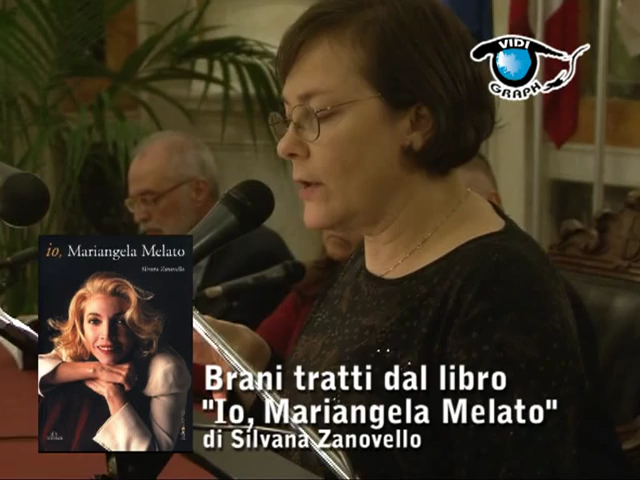 VIDI
GRAPH
io, Mariangela Melato
Silvana Zanovello
Brani tratti dal libro
"Io, Mariangela Melato"
di Silvana Zanovello